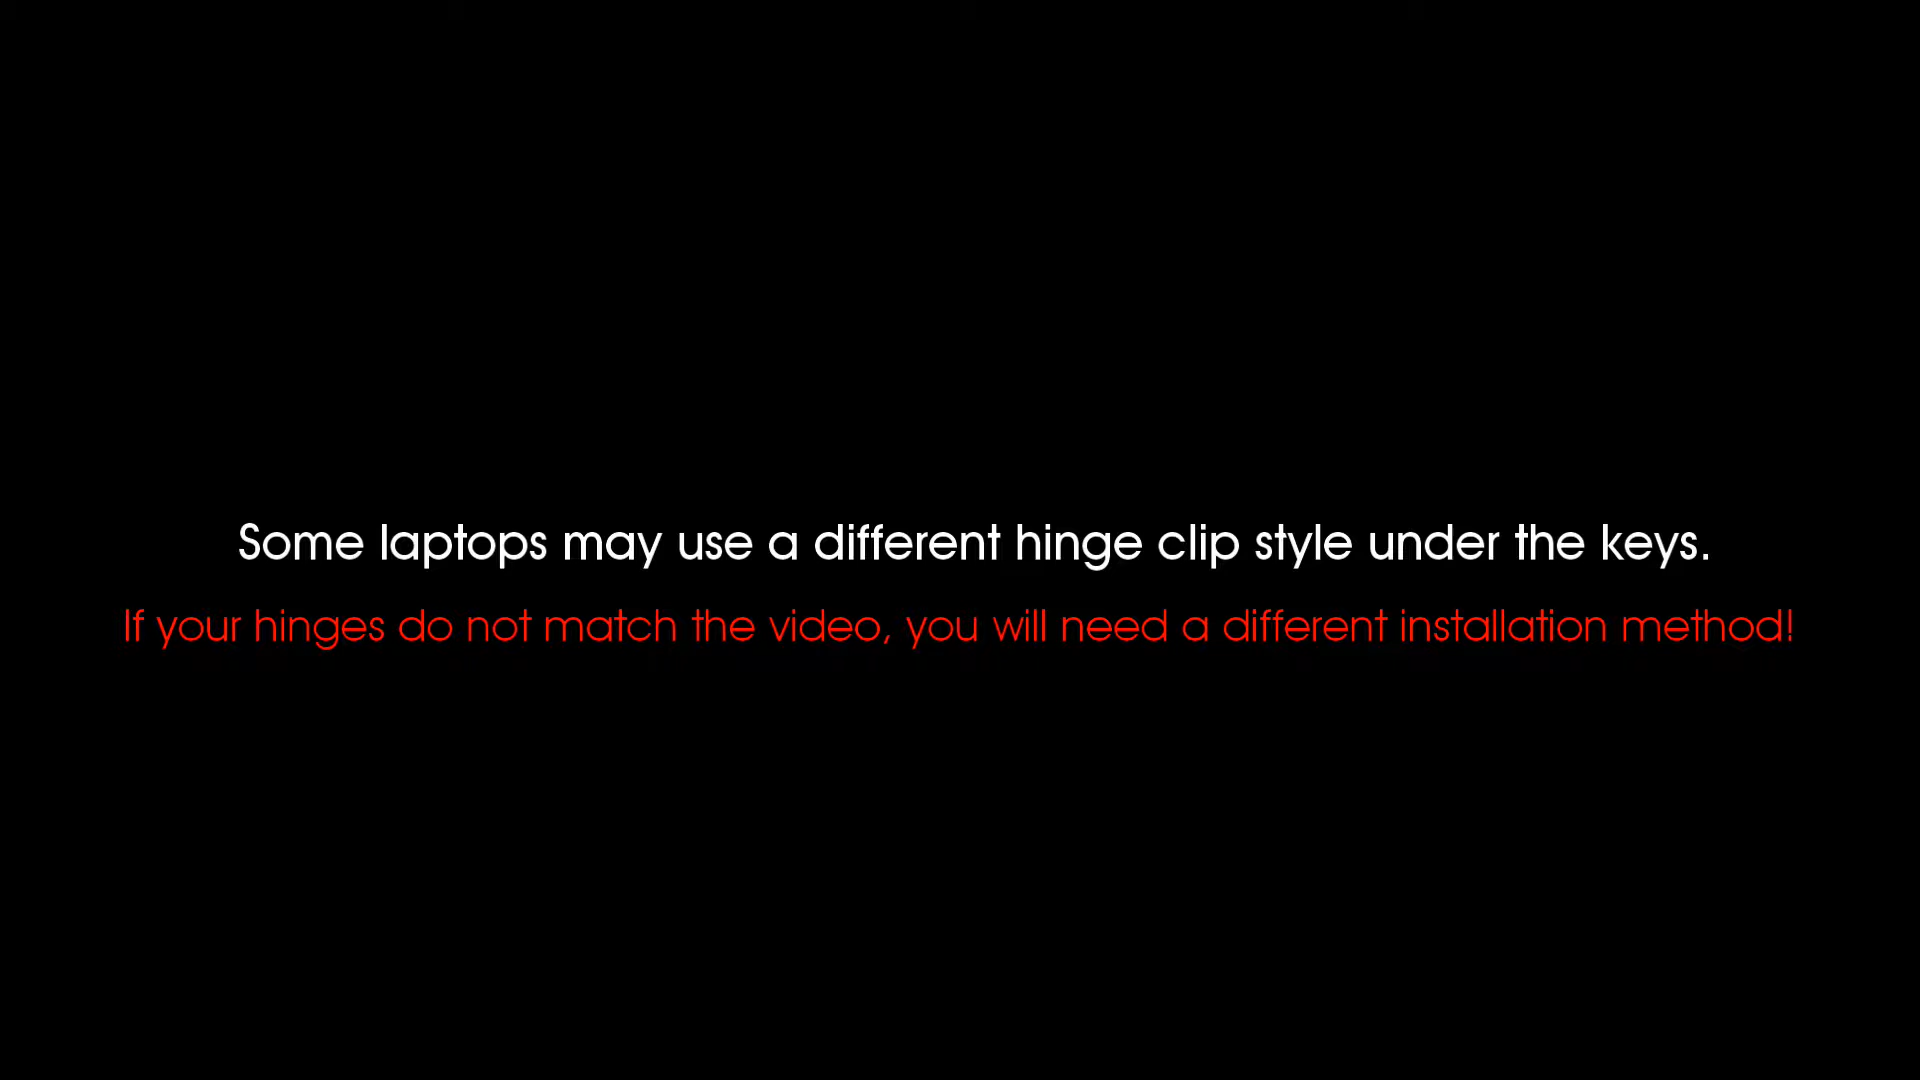 Some laptops may use a different hinge clip style under the keys.
If your hinges do not match the video, you will need a different installation method!